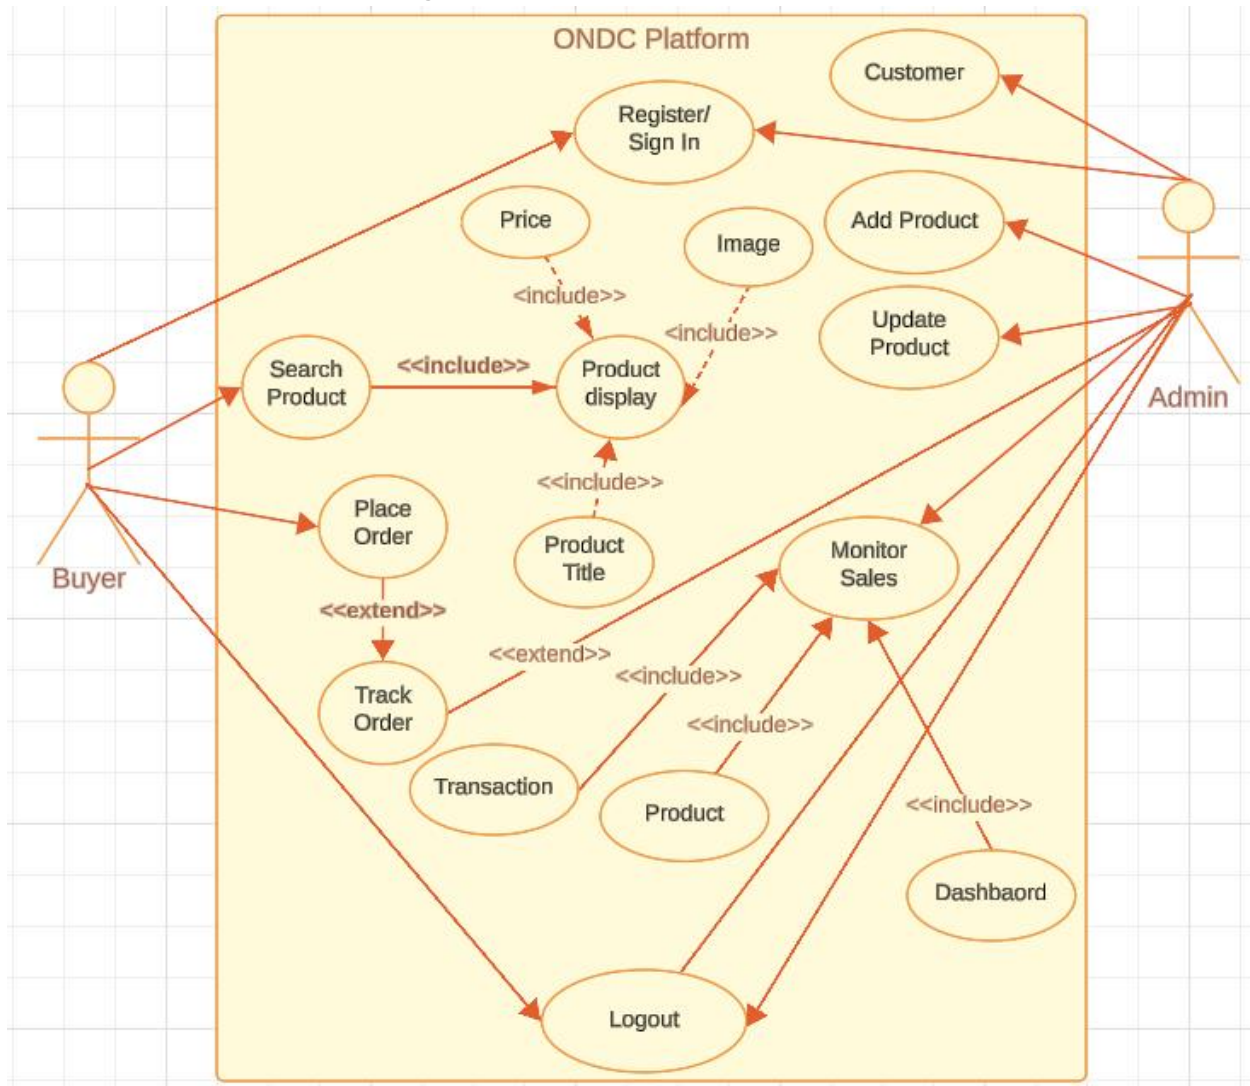 ONDC Platform
Customer
Register/
Sign In
Price
Image
Add Product
<include>>
<include>>
Update
Product
Search
Product
<<include>>
Product
display
Admin
<<include>>
Place
Order
Product
Title
Monitor
Sales
Buyer
<<extend>>
<<extend>>
<<include>>
Track
Order
<<include>>
Transaction
Product
<<include>>
Dashbaord
Logout